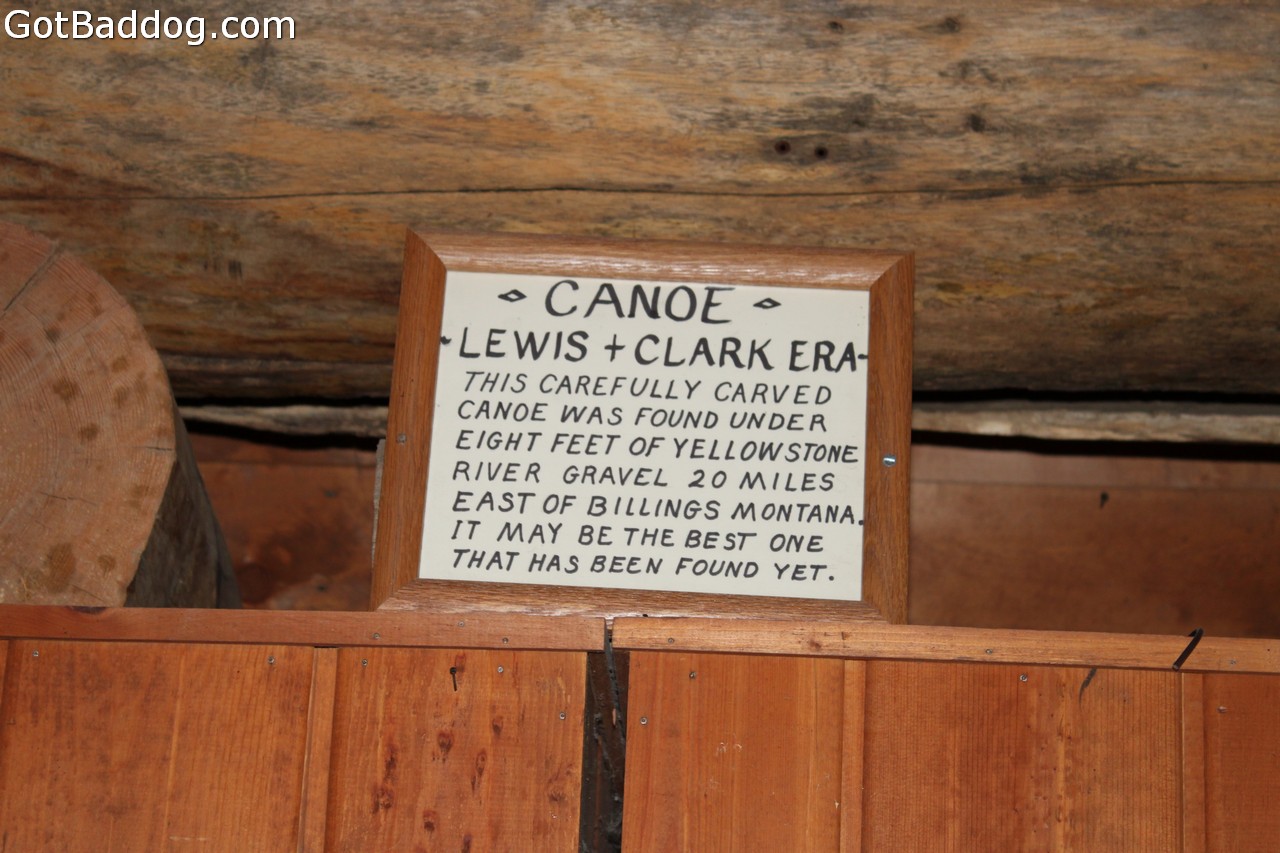 GotBaddog.com
CANOE
LEWIS + CLARK ERA
THIS CAREFULLY CARVED
CANOE WAS FOUND UNDER
EIGHT FEET OF YELLOWSTONE
RIVER GRAVEL 20 MILES
EAST OF BILLINGS MONTANA.
IT MAY BE THE BEST ONE
THAT HAS BEEN FOUND YET.